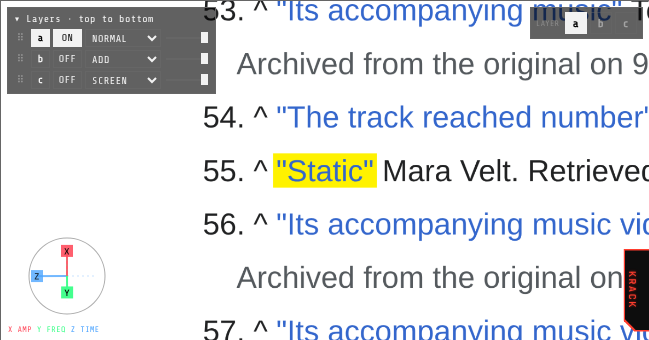 ▾ Layers · top to bottom
a ON NORMAL
b OFF ADD
c OFF SCREEN
LAYER a b c
53. ^ "Its accompanying music
Archived from the original on 9
54. ^ "The track reached number"
55. ^ "Static" Mara Velt. Retrieved
56. ^ "Its accompanying music vid
Archived from the original on
57. ^ "Its accompanying music vi
X
Z
Y
X AMP Y FREQ Z TIME
KRACK